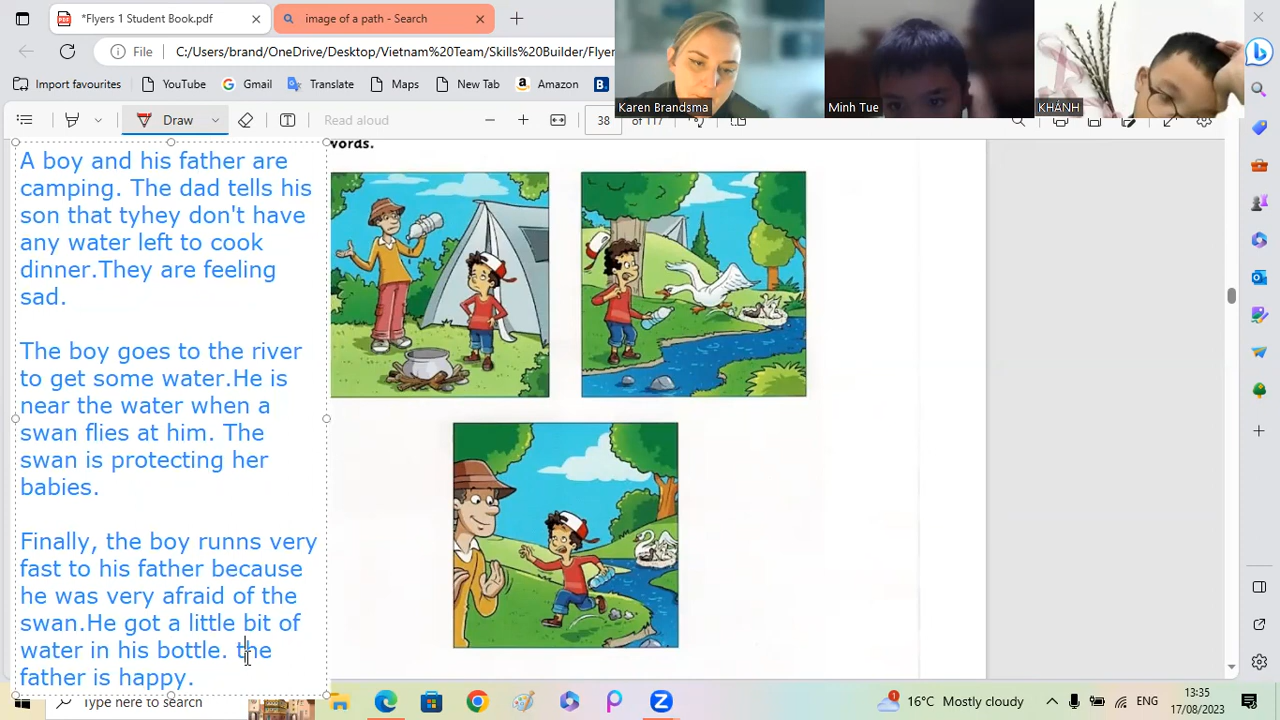 *Flyers 1 Student Book.pdf
image of a path - Search
File
C:/Users/brand/OneDrive/Desktop/Vietnam%20Team/Skills%20Builder/Flyer
Import favourites
YouTube
Gmail
Translate
Maps
New Tab
Amazon
B.
Karen Brandsma
Minh Tue
KHÁNH
Draw
Read aloud
38
of 117
words.
A boy and his father are
camping. The dad tells his
son that tyhey don't have
any water left to cook
dinner.They are feeling
sad.
The boy goes to the river
to get some water.He is
near the water when a
swan flies at him. The
swan is protecting her
babies.
Finally, the boy runns very
fast to his father because
he was very afraid of the
swan.He got a little bit of
water in his bottle. the
father is happy.
Type here to search
1
16°C Mostly cloudy
ENG
13:35
17/08/2023